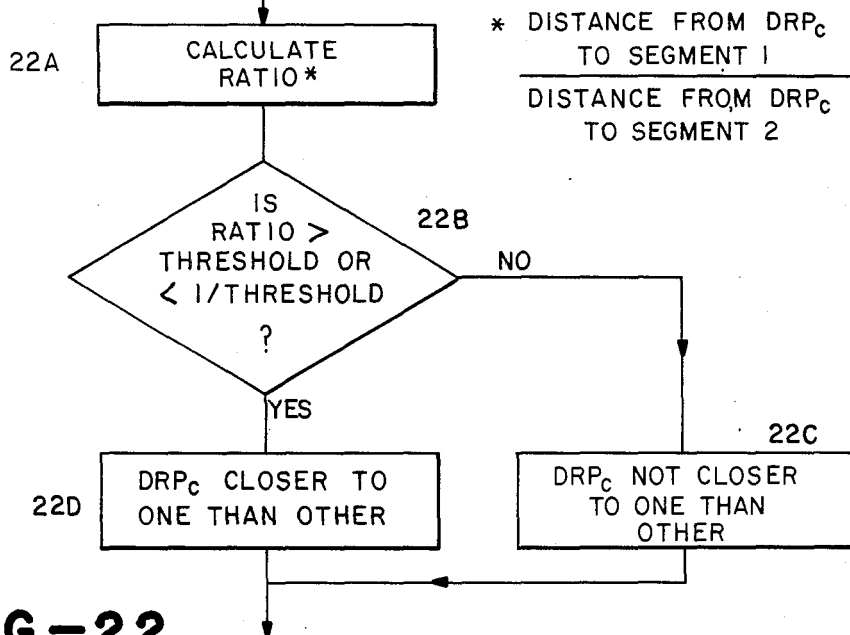 22A
CALCULATE
RATIO*
* DISTANCE FROM DRPc
TO SEGMENT 1
DISTANCE FROM DRPc
TO SEGMENT 2
IS
RATIO >
THRESHOLD OR
< 1/THRESHOLD
?
22B
NO
YES
22D
DRPc CLOSER TO
ONE THAN OTHER
22C
DRPc NOT CLOSER
TO ONE THAN
OTHER
G-22